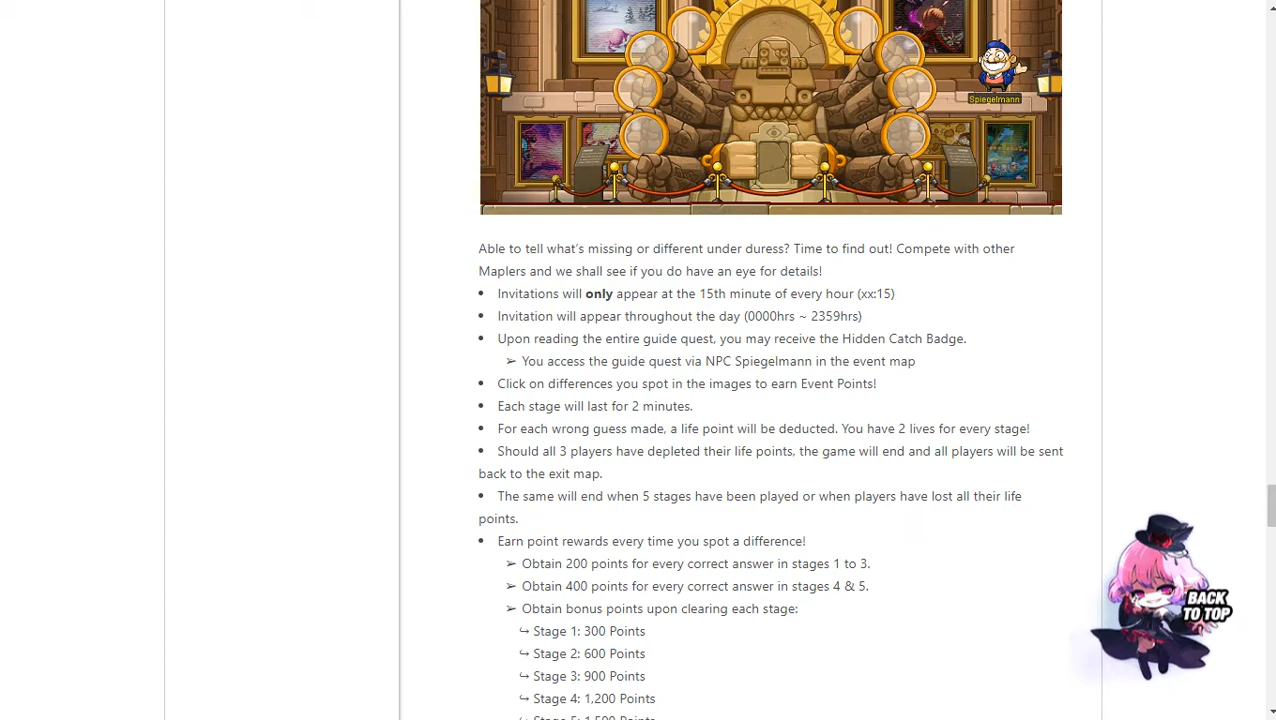 Spiegelmann
Able to tell what's missing or different under duress? Time to find out! Compete with other
Maplers and we shall see if you do have an eye for details!
• Invitations will only appear at the 15th minute of every hour (xx:15)
• Invitation will appear throughout the day (0000hrs ~ 2359hrs)
• Upon reading the entire guide quest, you may receive the Hidden Catch Badge.
➢ You access the guide quest via NPC Spiegelmann in the event map
• Click on differences you spot in the images to earn Event Points!
• Each stage will last for 2 minutes.
• For each wrong guess made, a life point will be deducted. You have 2 lives for every stage!
• Should all 3 players have depleted their life points, the game will end and all players will be sent
back to the exit map.
• The same will end when 5 stages have been played or when players have lost all their life
points.
• Earn point rewards every time you spot a difference!
➢ Obtain 200 points for every correct answer in stages 1 to 3.
➢ Obtain 400 points for every correct answer in stages 4 & 5.
➢ Obtain bonus points upon clearing each stage:
↪ Stage 1: 300 Points
↪ Stage 2: 600 Points
↪ Stage 3: 900 Points
↪ Stage 4: 1,200 Points
↪ Stage 5: 1,500 Points
BACK
TO TOP